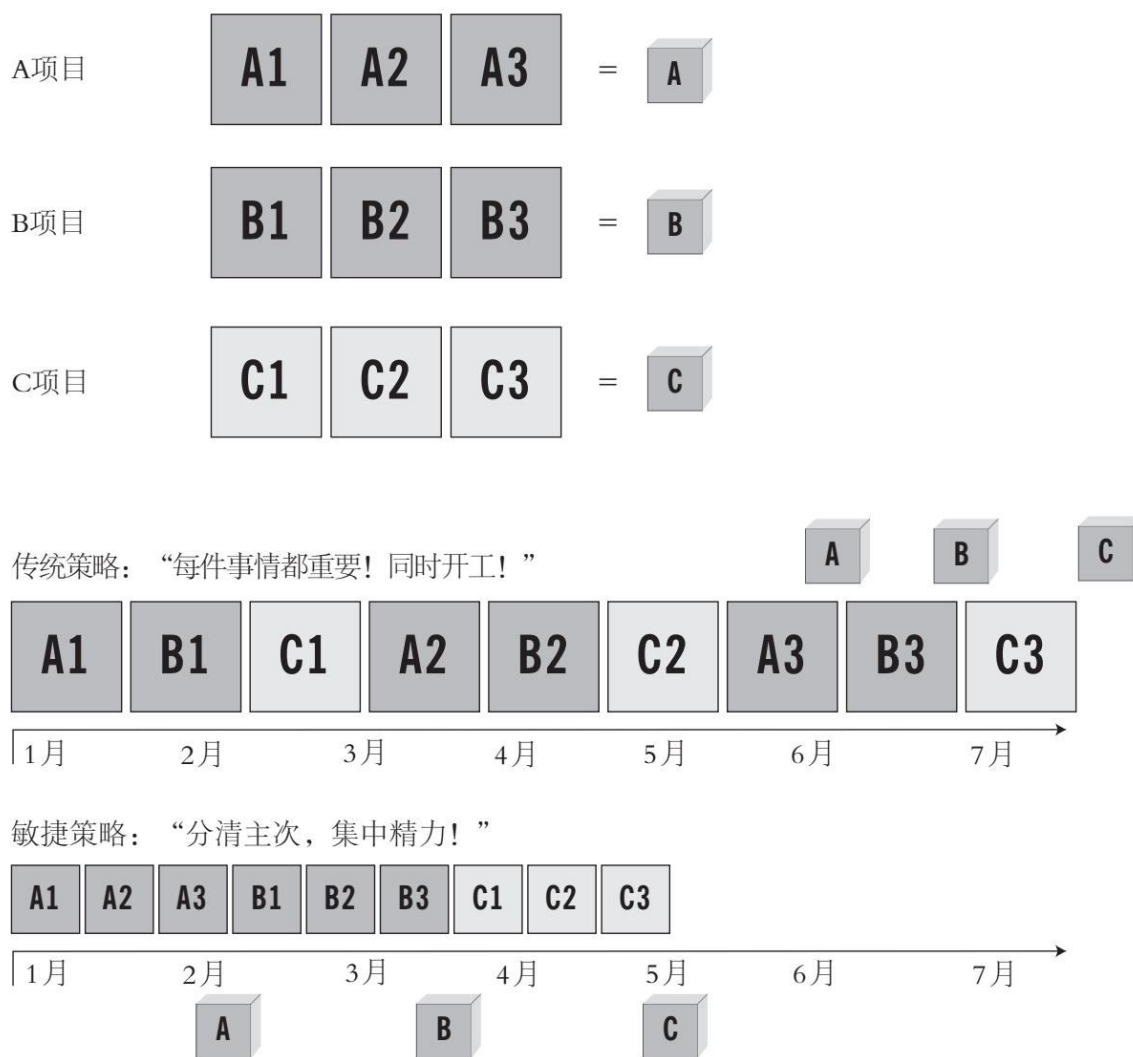 A项目 A1 A2 A3 = A
B项目 B1 B2 B3 = B
C项目 C1 C2 C3 = C
传统策略：“每件事情都重要！同时开工！” A B C
A1 B1 C1 A2 B2 C2 A3 B3 C3
1月 2月 3月 4月 5月 6月 7月
敏捷策略：“分清主次，集中精力！”
A1 A2 A3 B1 B2 B3 C1 C2 C3
1月 2月 3月 4月 5月 6月 7月
A B C